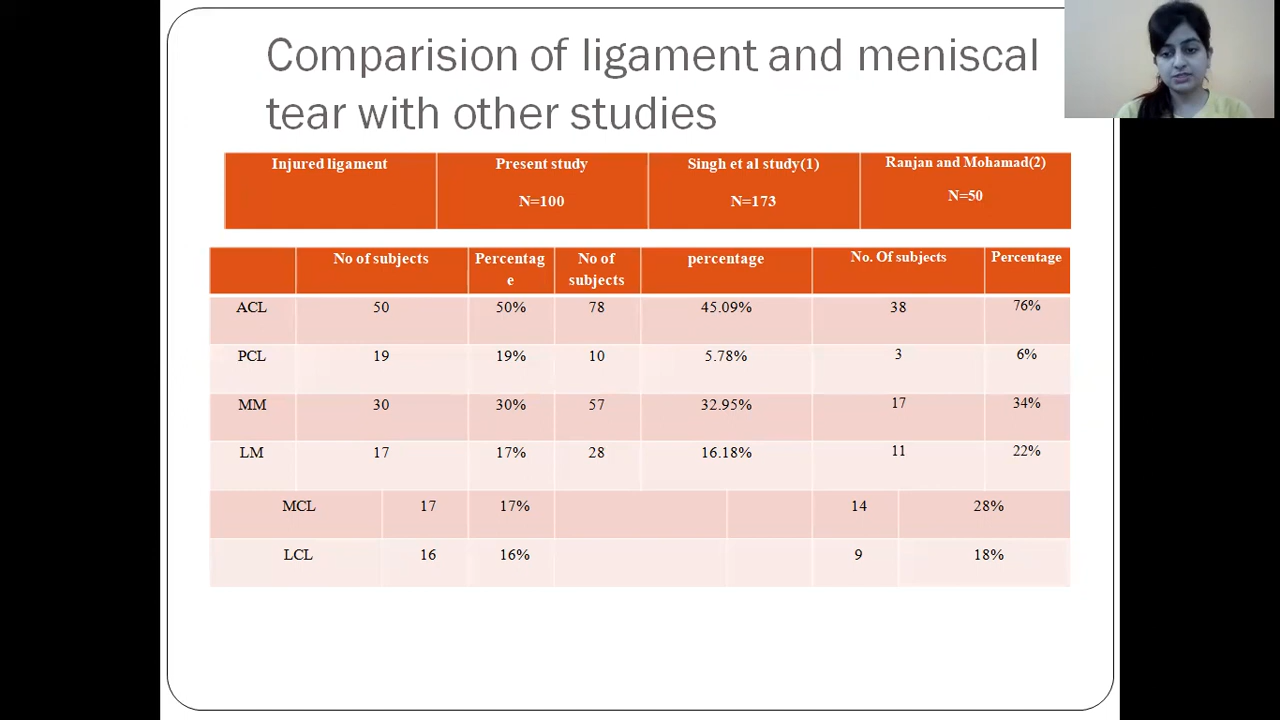 Comparision of ligament and meniscal
tear with other studies
Injured ligament Present study Singh et al study(1) Ranjan and Mohamad(2)
N=100 N=173 N=50
No of subjects Percentag No of percentage No. Of subjects Percentage
e subjects
ACL 50 50% 78 45.09% 38 76%
PCL 19 19% 10 5.78% 3 6%
MM 30 30% 57 32.95% 17 34%
LM 17 17% 28 16.18% 11 22%
MCL 17 17% 14 28%
LCL 16 16% 9 18%